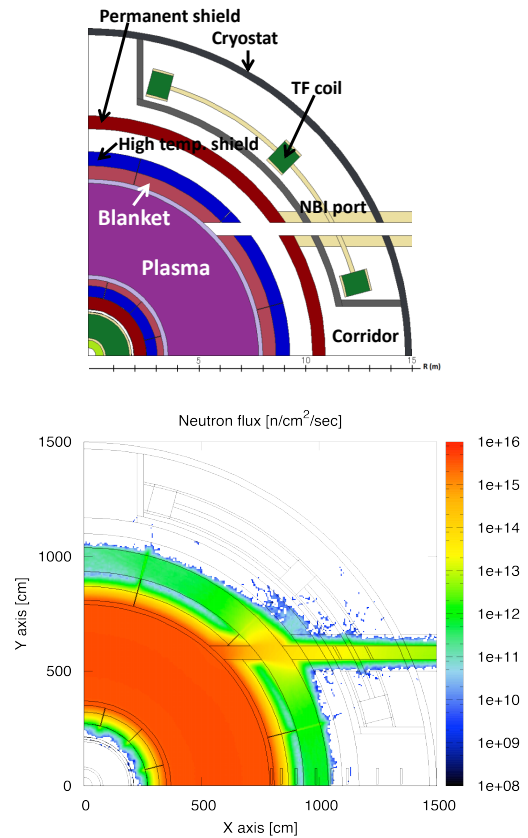 Permanent shield
Cryostat
TF coil
High temp. shield
NBI port
Blanket
Plasma
Corridor
5 10 15
R (m)
Neutron flux [n/cm²/sec]
1500
1000
500
0
Y axis [cm]
0 500 1000 1500
X axis [cm]
1e+16
1e+15
1e+14
1e+13
1e+12
1e+11
1e+10
1e+09
1e+08